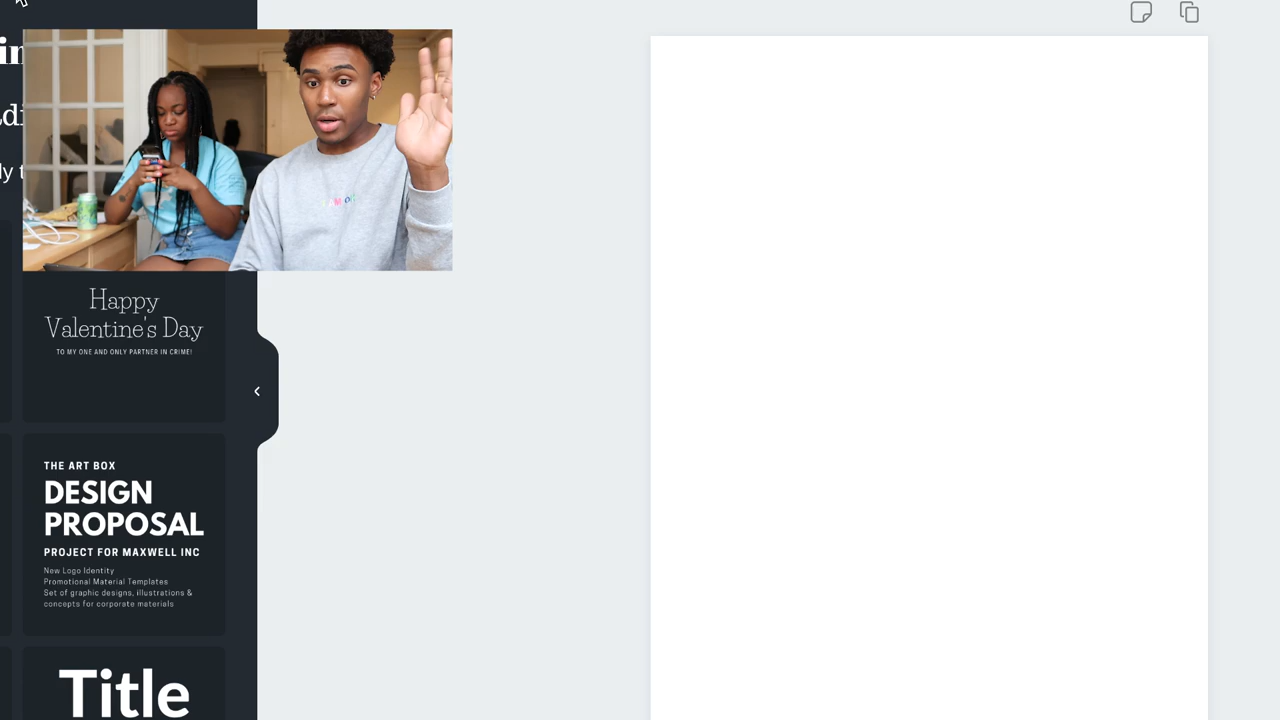 Happy
Valentine's Day
TO MY ONE AND ONLY PARTNER IN CRIME!
THE ART BOX
DESIGN
PROPOSAL
PROJECT FOR MAXWELL INC
New Logo Identity
Promotional Material Templates
Set of graphic designs, illustrations &
concepts for corporate materials
Title